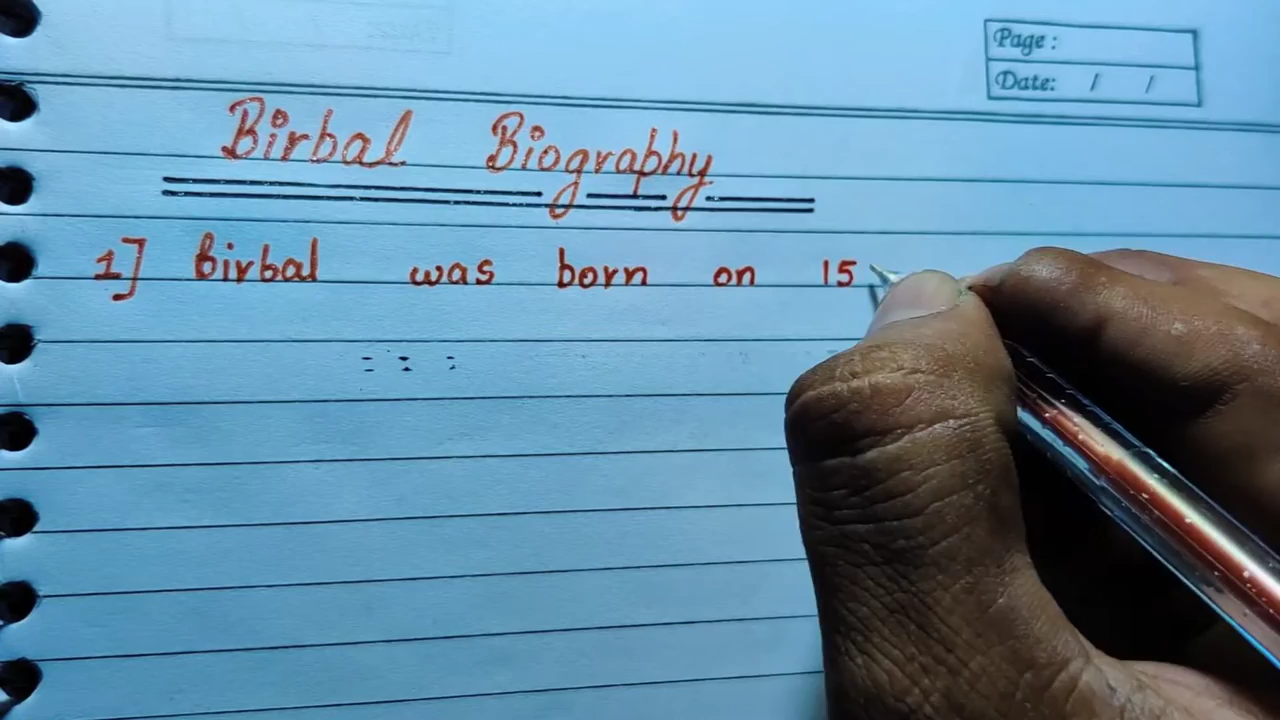 Page :
Date: / /
Birbal Biography
1] Birbal was born on 15